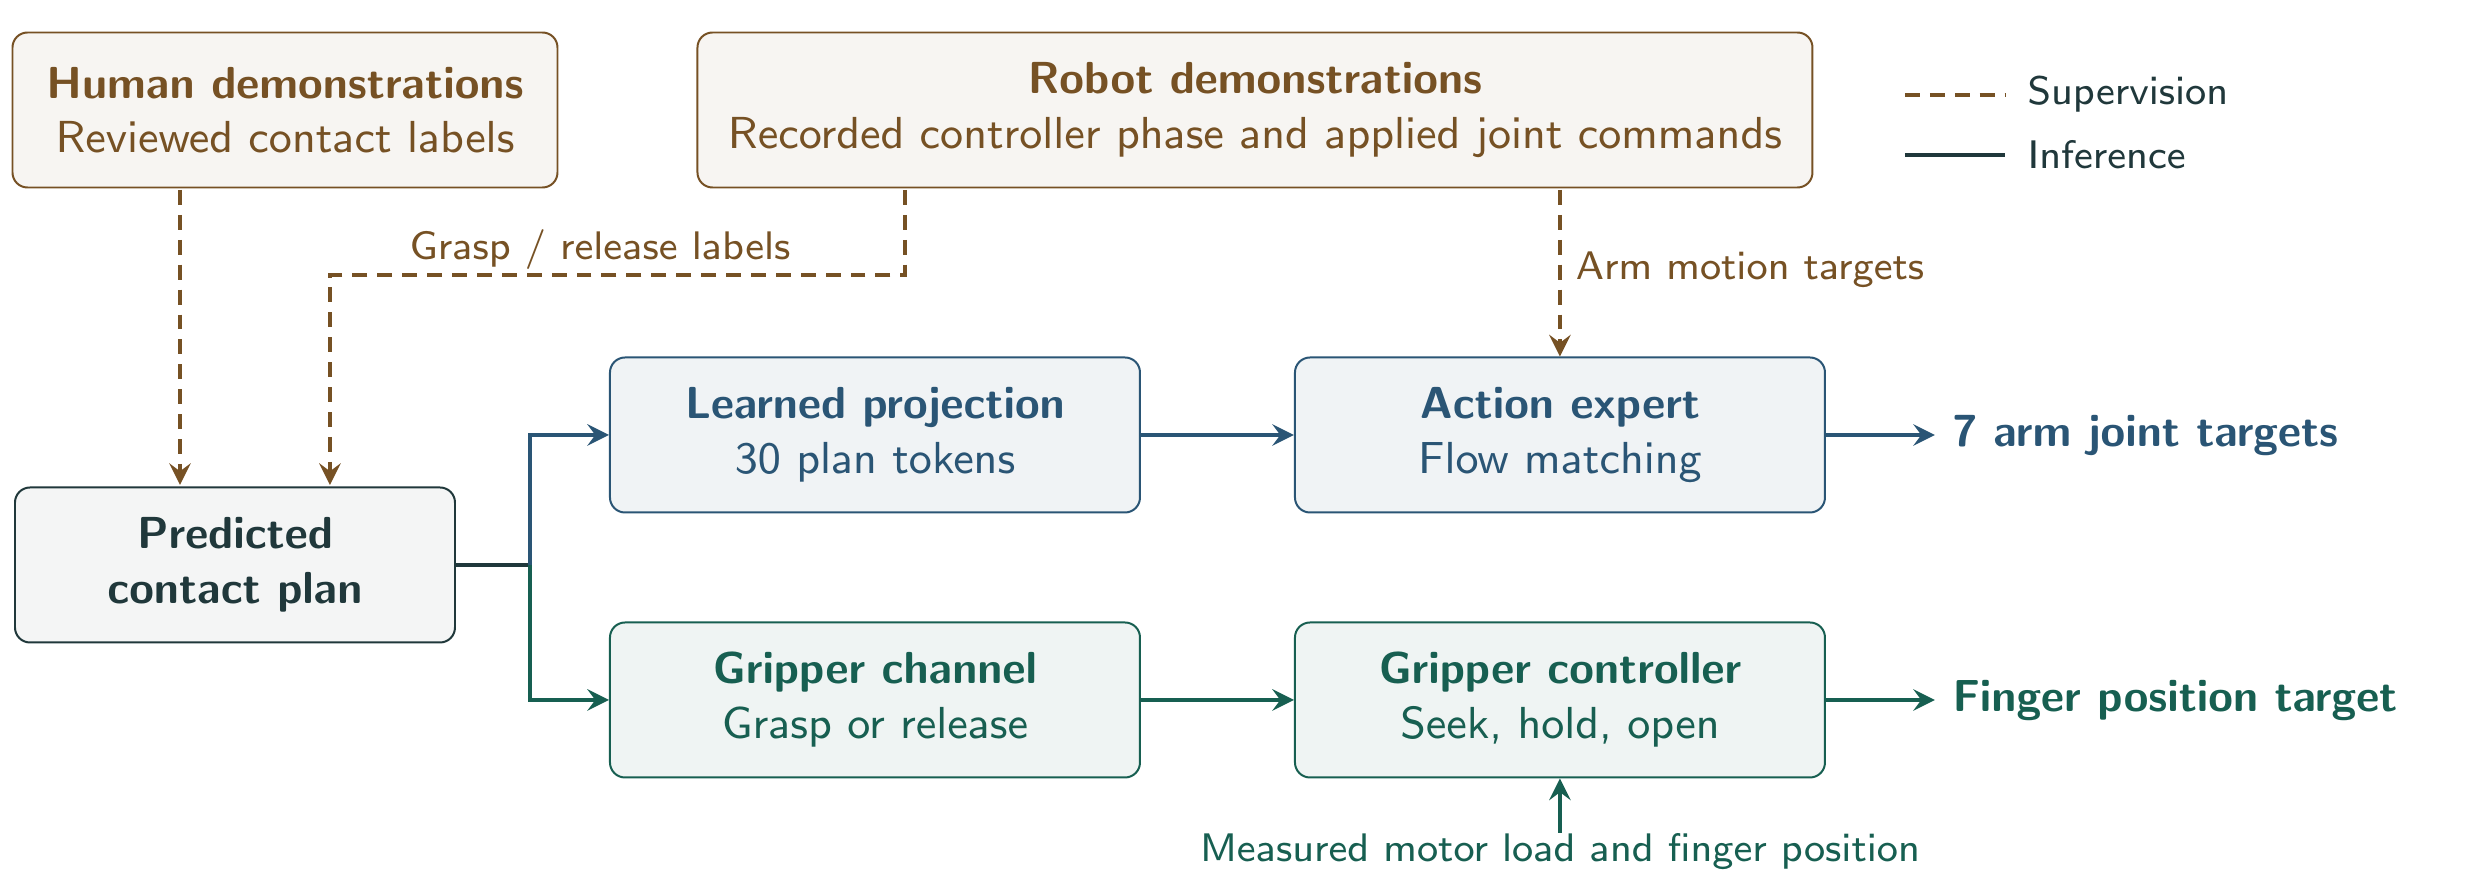 Human demonstrations
Reviewed contact labels
Robot demonstrations
Recorded controller phase and applied joint commands
Supervision
Inference
Grasp / release labels
Arm motion targets
Learned projection
30 plan tokens
Action expert
Flow matching
7 arm joint targets
Predicted
contact plan
Gripper channel
Grasp or release
Gripper controller
Seek, hold, open
Finger position target
Measured motor load and finger position